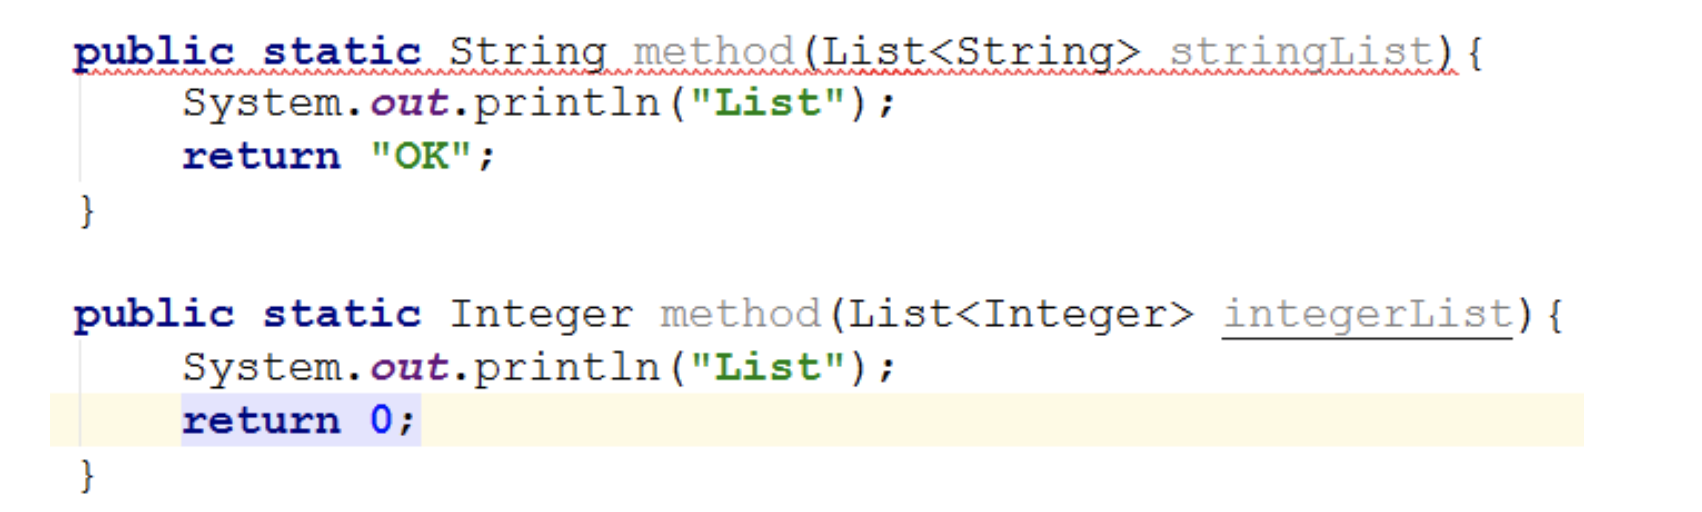 public static String method(List<String> stringList){
    System.out.println("List");
    return "OK";
}

public static Integer method(List<Integer> integerList){
    System.out.println("List");
    return 0;
}